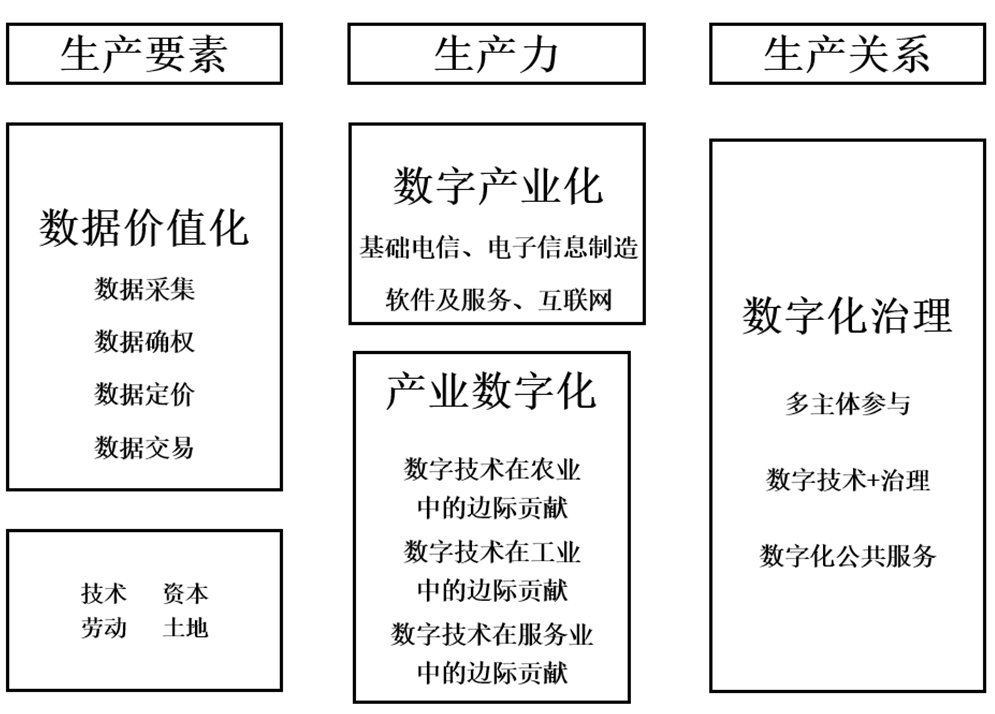 生产要素
数据价值化
数据采集
数据确权
数据定价
数据交易
技术 资本
劳动 土地
生产力
数字产业化
基础电信、电子信息制造
软件及服务、互联网
产业数字化
数字技术在农业
中的边际贡献
数字技术在工业
中的边际贡献
数字技术在服务业
中的边际贡献
生产关系
数字化治理
多主体参与
数字技术+治理
数字化公共服务